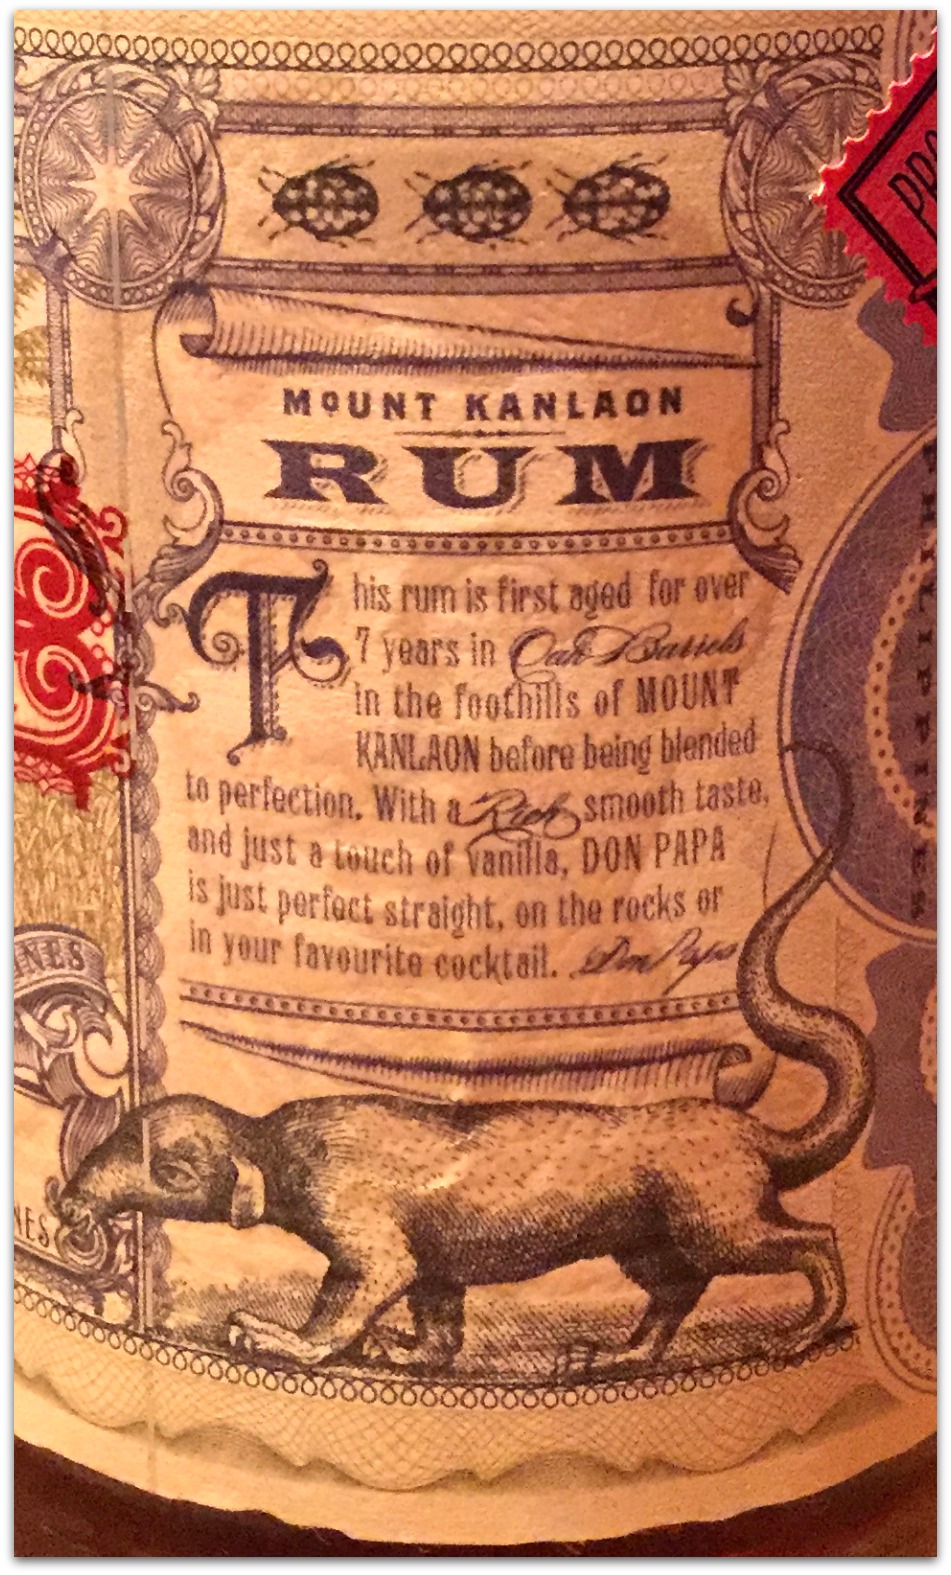 MOUNT KANLAON
RUM
This rum is first aged for over
7 years in Oak Barrels
in the foothills of MOUNT
KANLAON before being blended
to perfection. With a Rich smooth taste,
and just a touch of vanilla, DON PAPA
is just perfect straight, on the rocks or
in your favourite cocktail. Don Papa